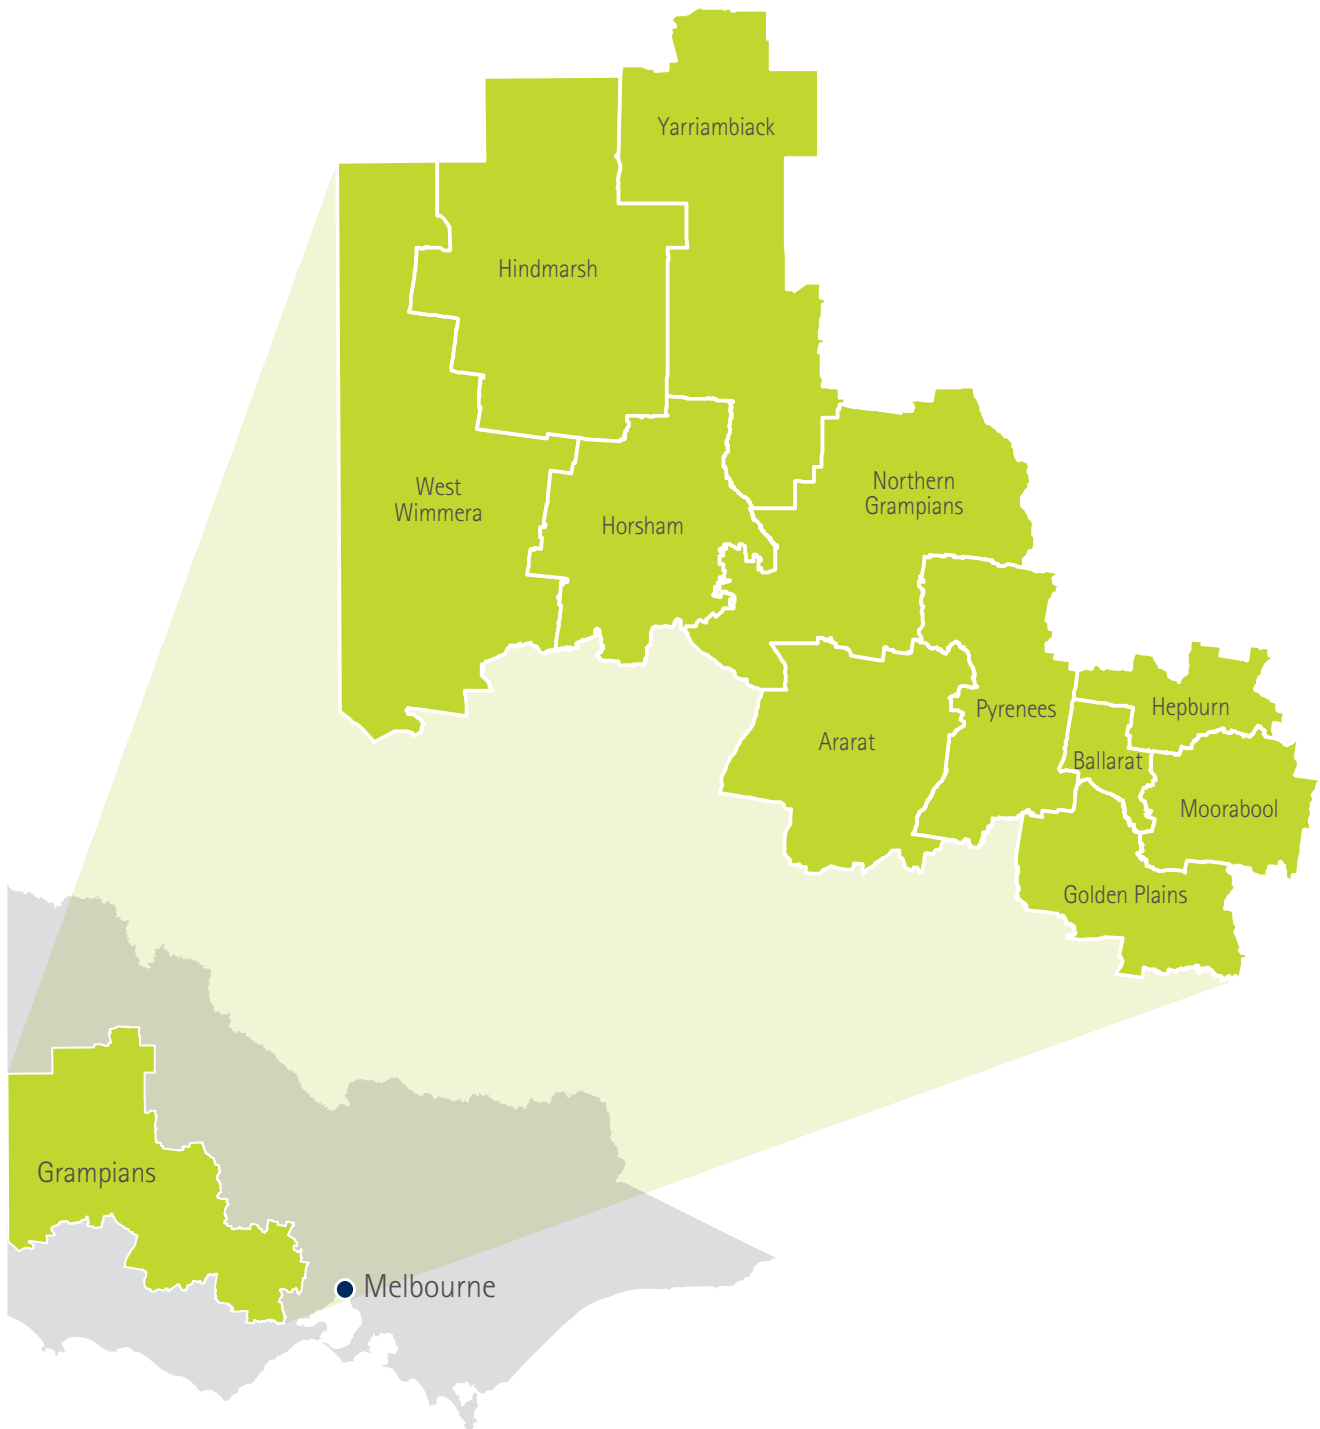 Yarriambiack
Hindmarsh
West
Wimmera
Horsham
Northern
Grampians
Ararat
Pyrenees
Hepburn
Ballarat
Moorabool
Golden Plains
Grampians
Melbourne